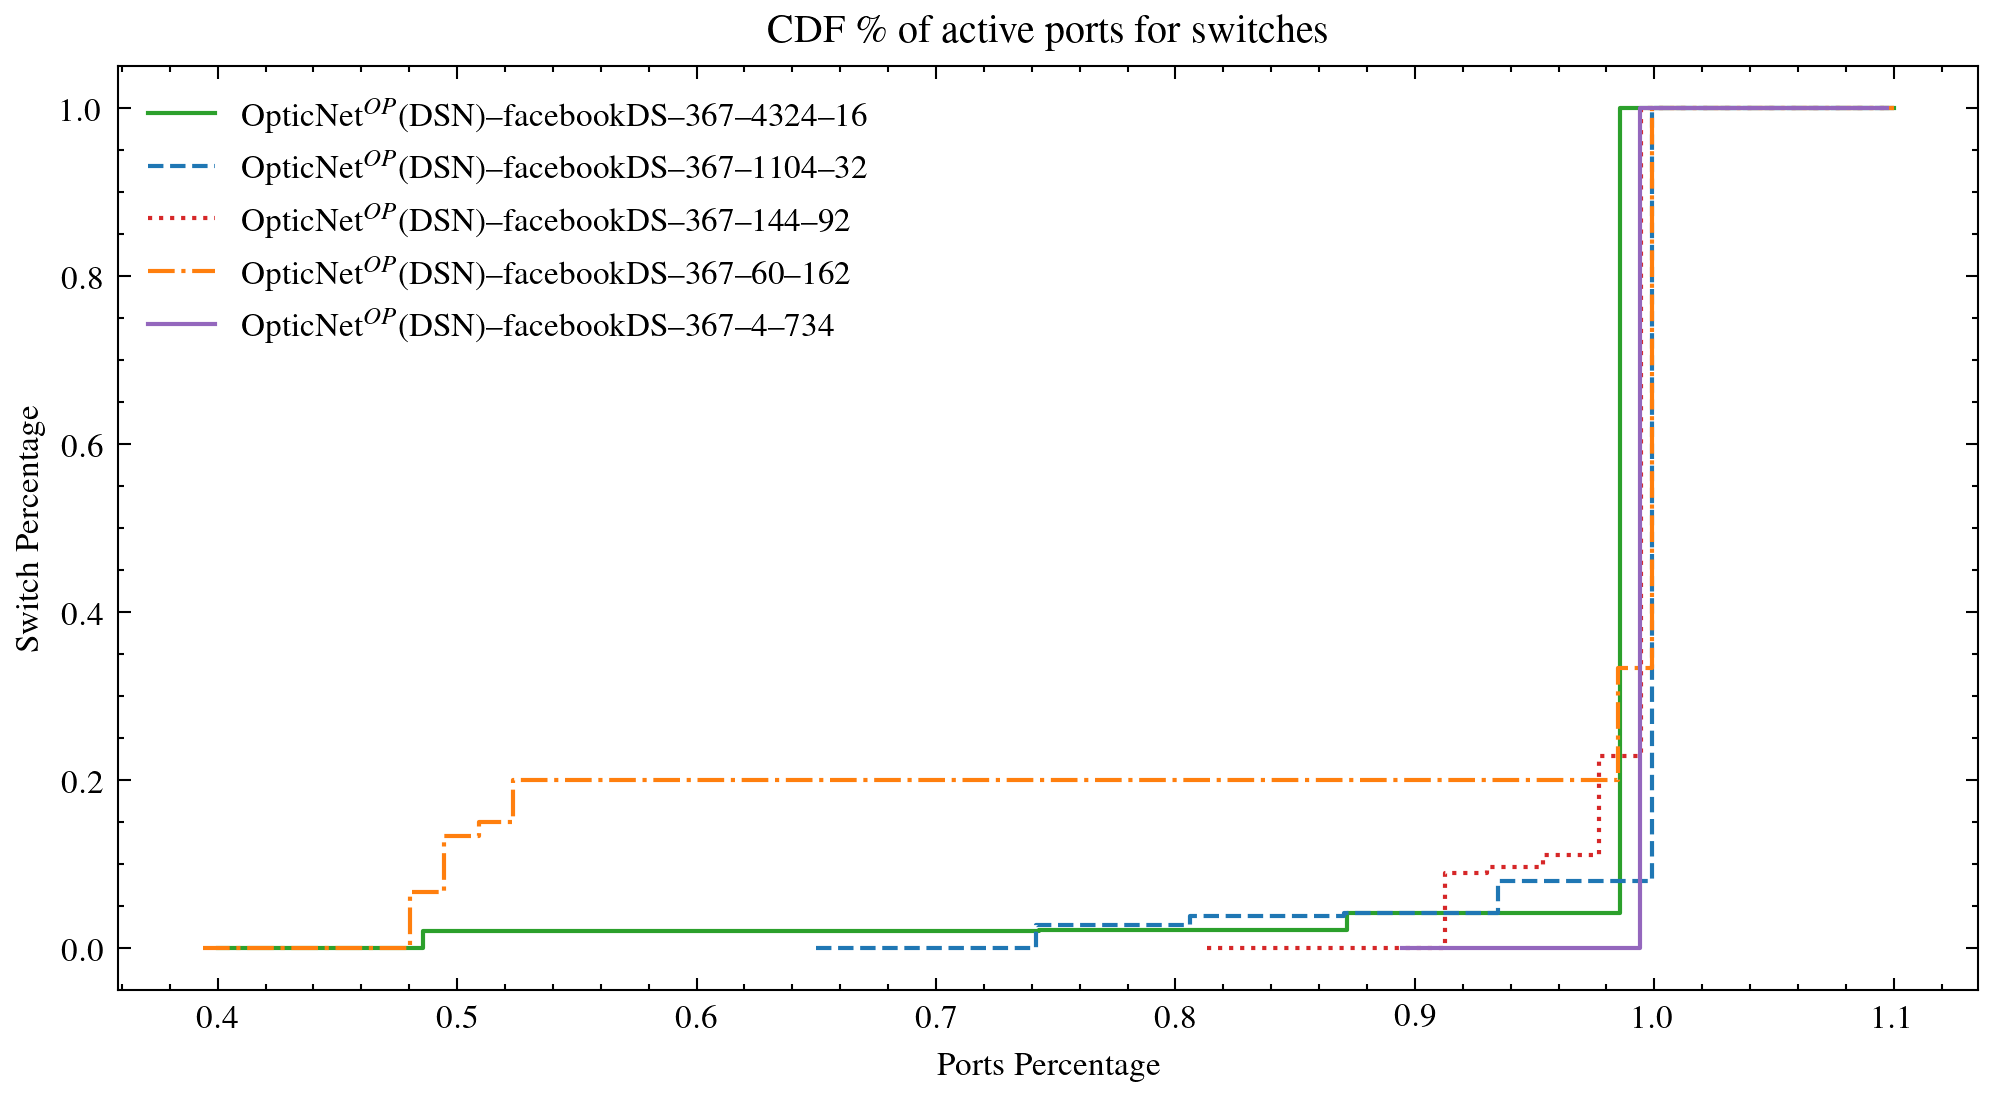 CDF % of active ports for switches
1.0
0.8
0.6
0.4
0.2
0.0
Switch Percentage
OpticNet^OP(DSN)–facebookDS–367–4324–16
OpticNet^OP(DSN)–facebookDS–367–1104–32
OpticNet^OP(DSN)–facebookDS–367–144–92
OpticNet^OP(DSN)–facebookDS–367–60–162
OpticNet^OP(DSN)–facebookDS–367–4–734
0.4 0.5 0.6 0.7 0.8 0.9 1.0 1.1
Ports Percentage